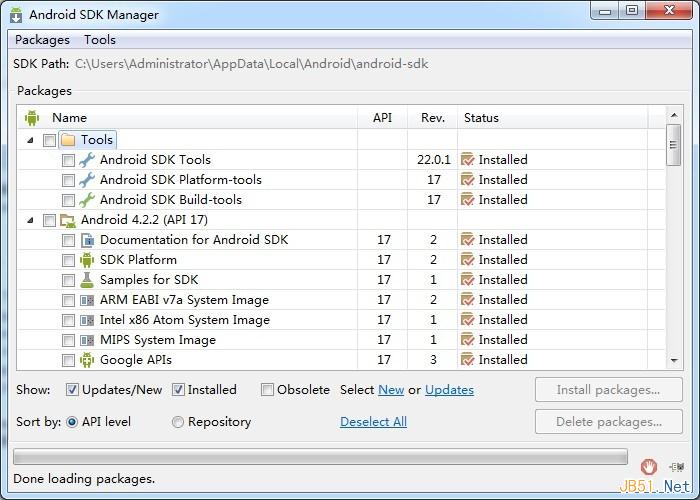 Android SDK Manager
Packages Tools
SDK Path: C:\Users\Administrator\AppData\Local\Android\android-sdk
Packages
Name API Rev. Status
Tools
Android SDK Tools 22.0.1 Installed
Android SDK Platform-tools 17 Installed
Android SDK Build-tools 17 Installed
Android 4.2.2 (API 17)
Documentation for Android SDK 17 2 Installed
SDK Platform 17 2 Installed
Samples for SDK 17 1 Installed
ARM EABI v7a System Image 17 2 Installed
Intel x86 Atom System Image 17 1 Installed
MIPS System Image 17 1 Installed
Google APIs 17 3 Installed
Show: Updates/New Installed Obsolete Select New or Updates Install packages...
Sort by: API level Repository Deselect All Delete packages...
Done loading packages.
JB51.Net